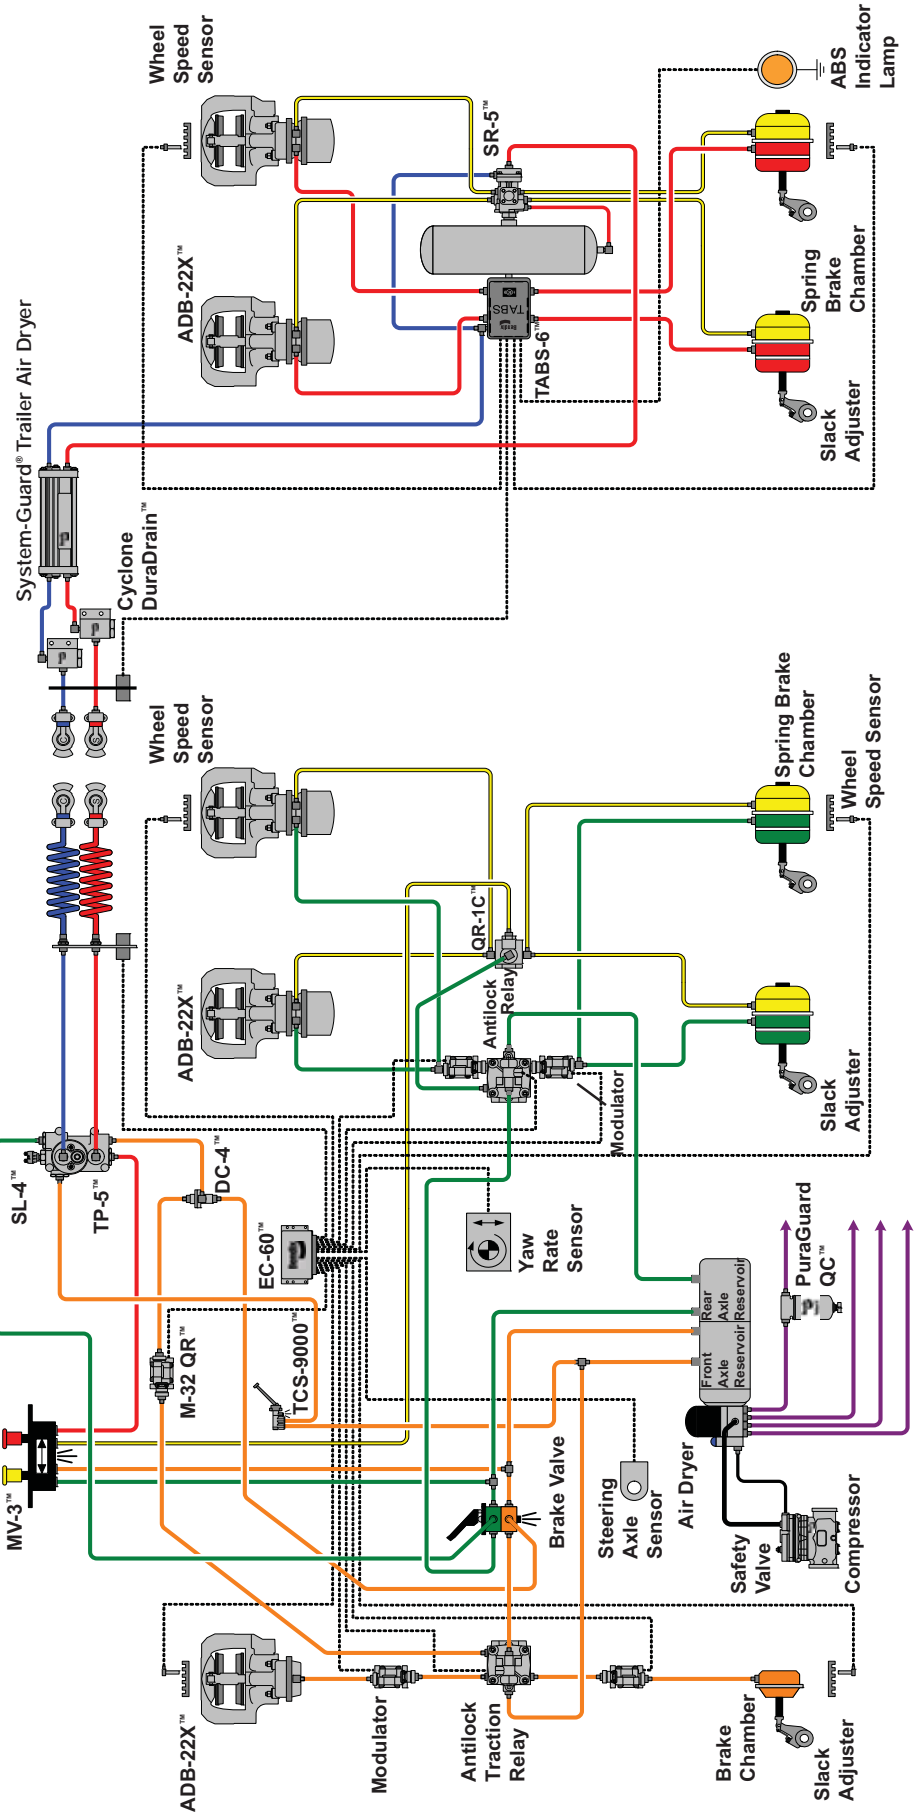 MV-3™
SL-4™
System-Guard® Trailer Air Dryer
C
S
C
S
TP-5™
Cyclone
DuraDrain™
Wheel
Speed
Sensor
Wheel
Speed
Sensor
ADB-22X™
M-32 QR™
DC-4™
ADB-22X™
ADB-22X™
EC-60™
TCS-9000™
Modulator
Antilock
Traction
Relay
QR-1C™
Antilock
Relay
SR-5™
TABS
TABS-6™
Yaw
Rate
Sensor
Brake Valve
Steering
Axle
Sensor
Modulator
Air Dryer
Front
Axle
Reservoir
Rear
Axle
Reservoir
Safety
Valve
Compressor
PuraGuard
QC™
Brake
Chamber
Slack
Adjuster
Slack
Adjuster
Spring Brake
Chamber
Wheel
Speed Sensor
Slack
Adjuster
Spring
Brake
Chamber
ABS
Indicator
Lamp